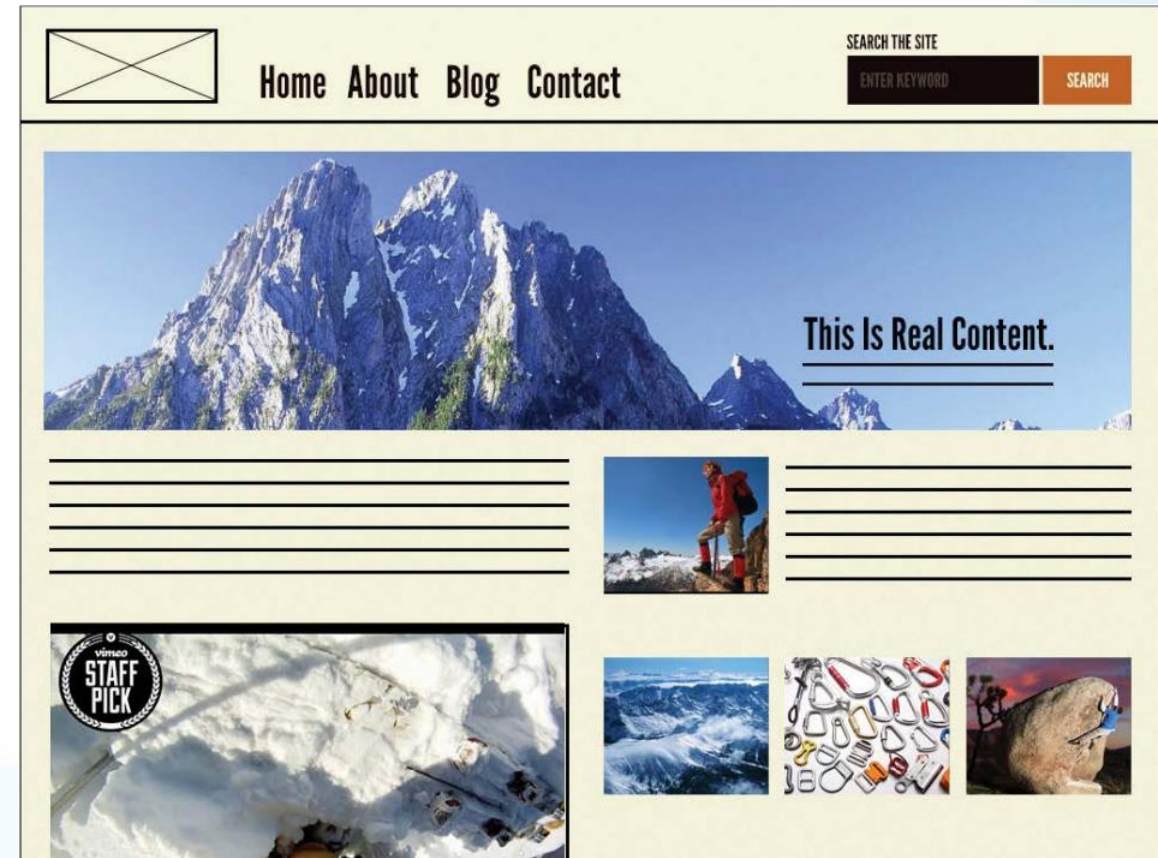 Home About Blog Contact
SEARCH THE SITE
ENTER KEYWORD
SEARCH
This Is Real Content.
vimeo
STAFF
PICK